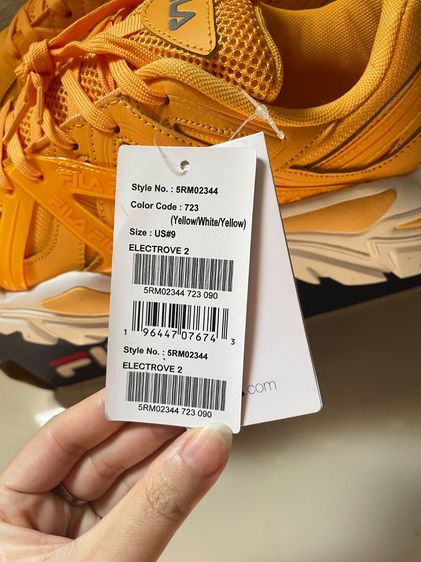 FILA
FILA
FILA
Style No. : 5RM02344
Color Code : 723
(Yellow/White/Yellow)
Size : US#9
ELECTROVE 2
5RM02344 723 090
1 96447 07674 3
Style No. : 5RM02344
ELECTROVE 2
5RM02344 723 090
.com